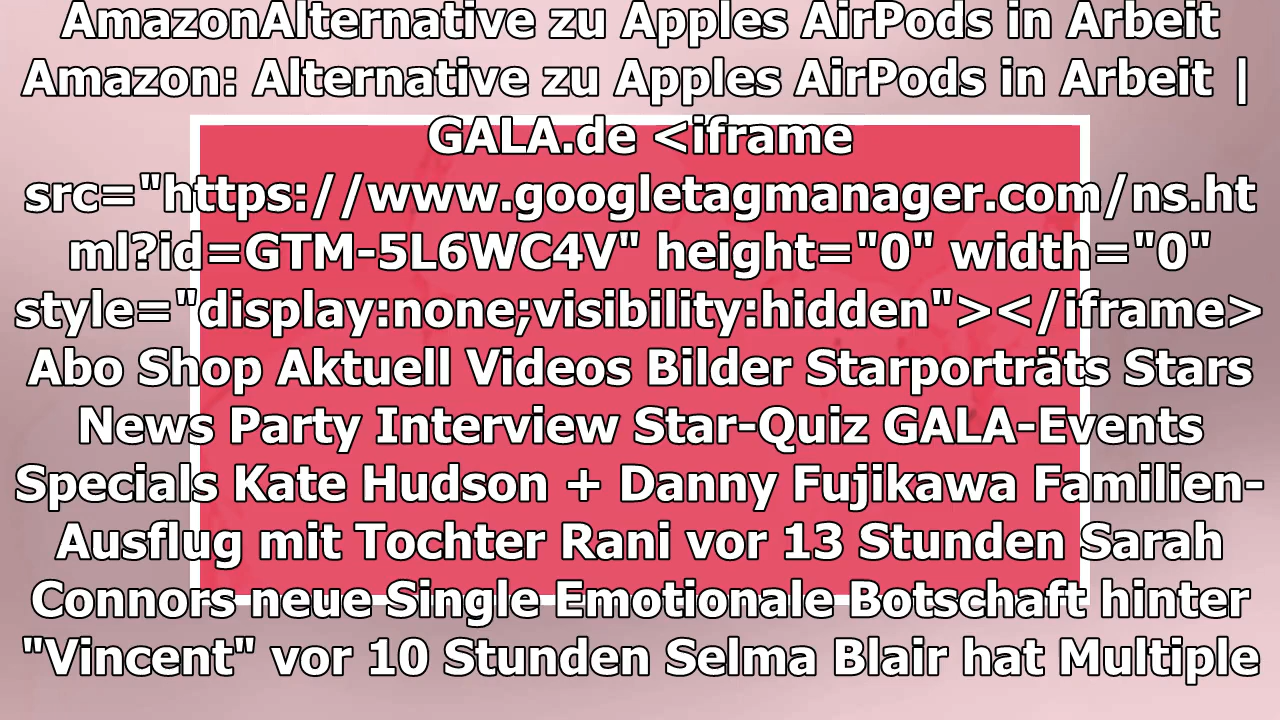 AmazonAlternative zu Apples AirPods in Arbeit
Amazon: Alternative zu Apples AirPods in Arbeit |
GALA.de <iframe
src="https://www.googletagmanager.com/ns.ht
ml?id=GTM-5L6WC4V" height="0" width="0"
style="display:none;visibility:hidden"></iframe>
Abo Shop Aktuell Videos Bilder Starporträts Stars
News Party Interview Star-Quiz GALA-Events
Specials Kate Hudson + Danny Fujikawa Familien-
Ausflug mit Tochter Rani vor 13 Stunden Sarah
Connors neue Single Emotionale Botschaft hinter
"Vincent" vor 10 Stunden Selma Blair hat Multiple